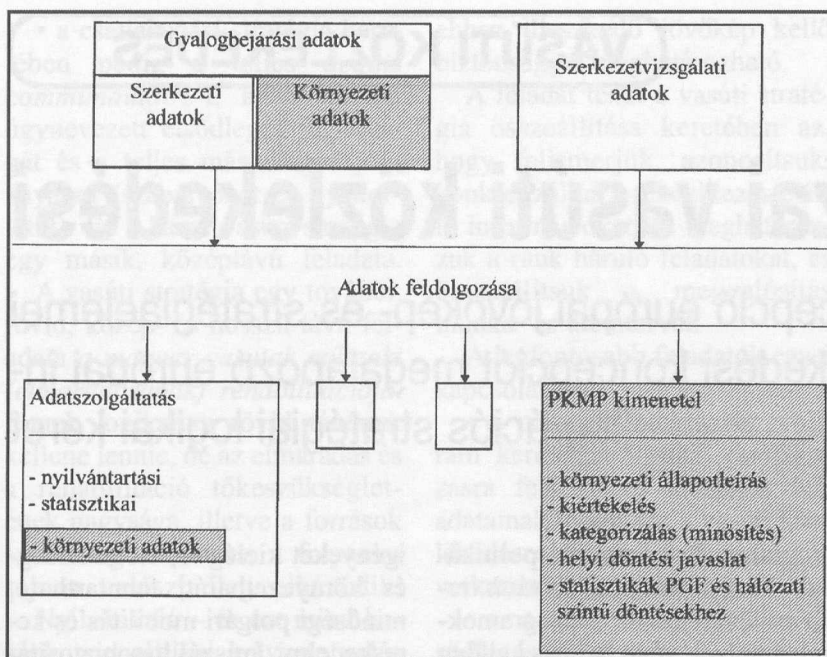 Gyalogbejárási adatok
Szerkezeti
adatok
Környezeti
adatok
Szerkezetvizsgálati
adatok
Adatok feldolgozása
Adatszolgáltatás
- nyilvántartási
- statisztikai
- környezeti adatok
PKMP kimenetel
- környezeti állapotleírás
- kiértékelés
- kategorizálás (minősítés)
- helyi döntési javaslat
- statisztikák PGF és hálózati
szintű döntésekhez